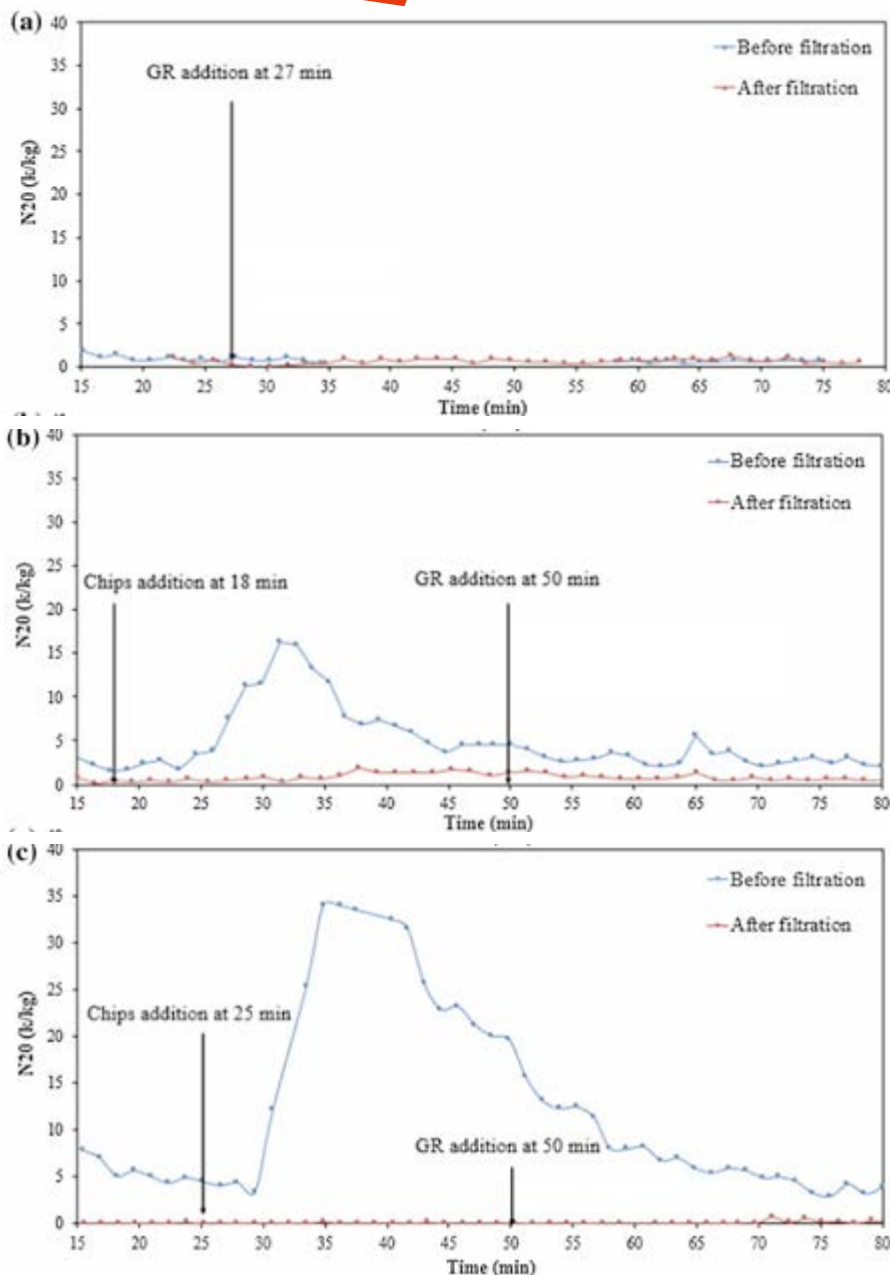 (a)
40
35
30
25
20
15
10
5
0
N20 (k/kg)
GR addition at 27 min
Before filtration
After filtration
15 20 25 30 35 40 45 50 55 60 65 70 75 80
Time (min)
(b)
40
35
30
25
20
15
10
5
0
N20 (k/kg)
Chips addition at 18 min
GR addition at 50 min
Before filtration
After filtration
15 20 25 30 35 40 45 50 55 60 65 70 75 80
Time (min)
(c)
40
35
30
25
20
15
10
5
0
N20 (k/kg)
Chips addition at 25 min
GR addition at 50 min
Before filtration
After filtration
15 20 25 30 35 40 45 50 55 60 65 70 75 80
Time (min)